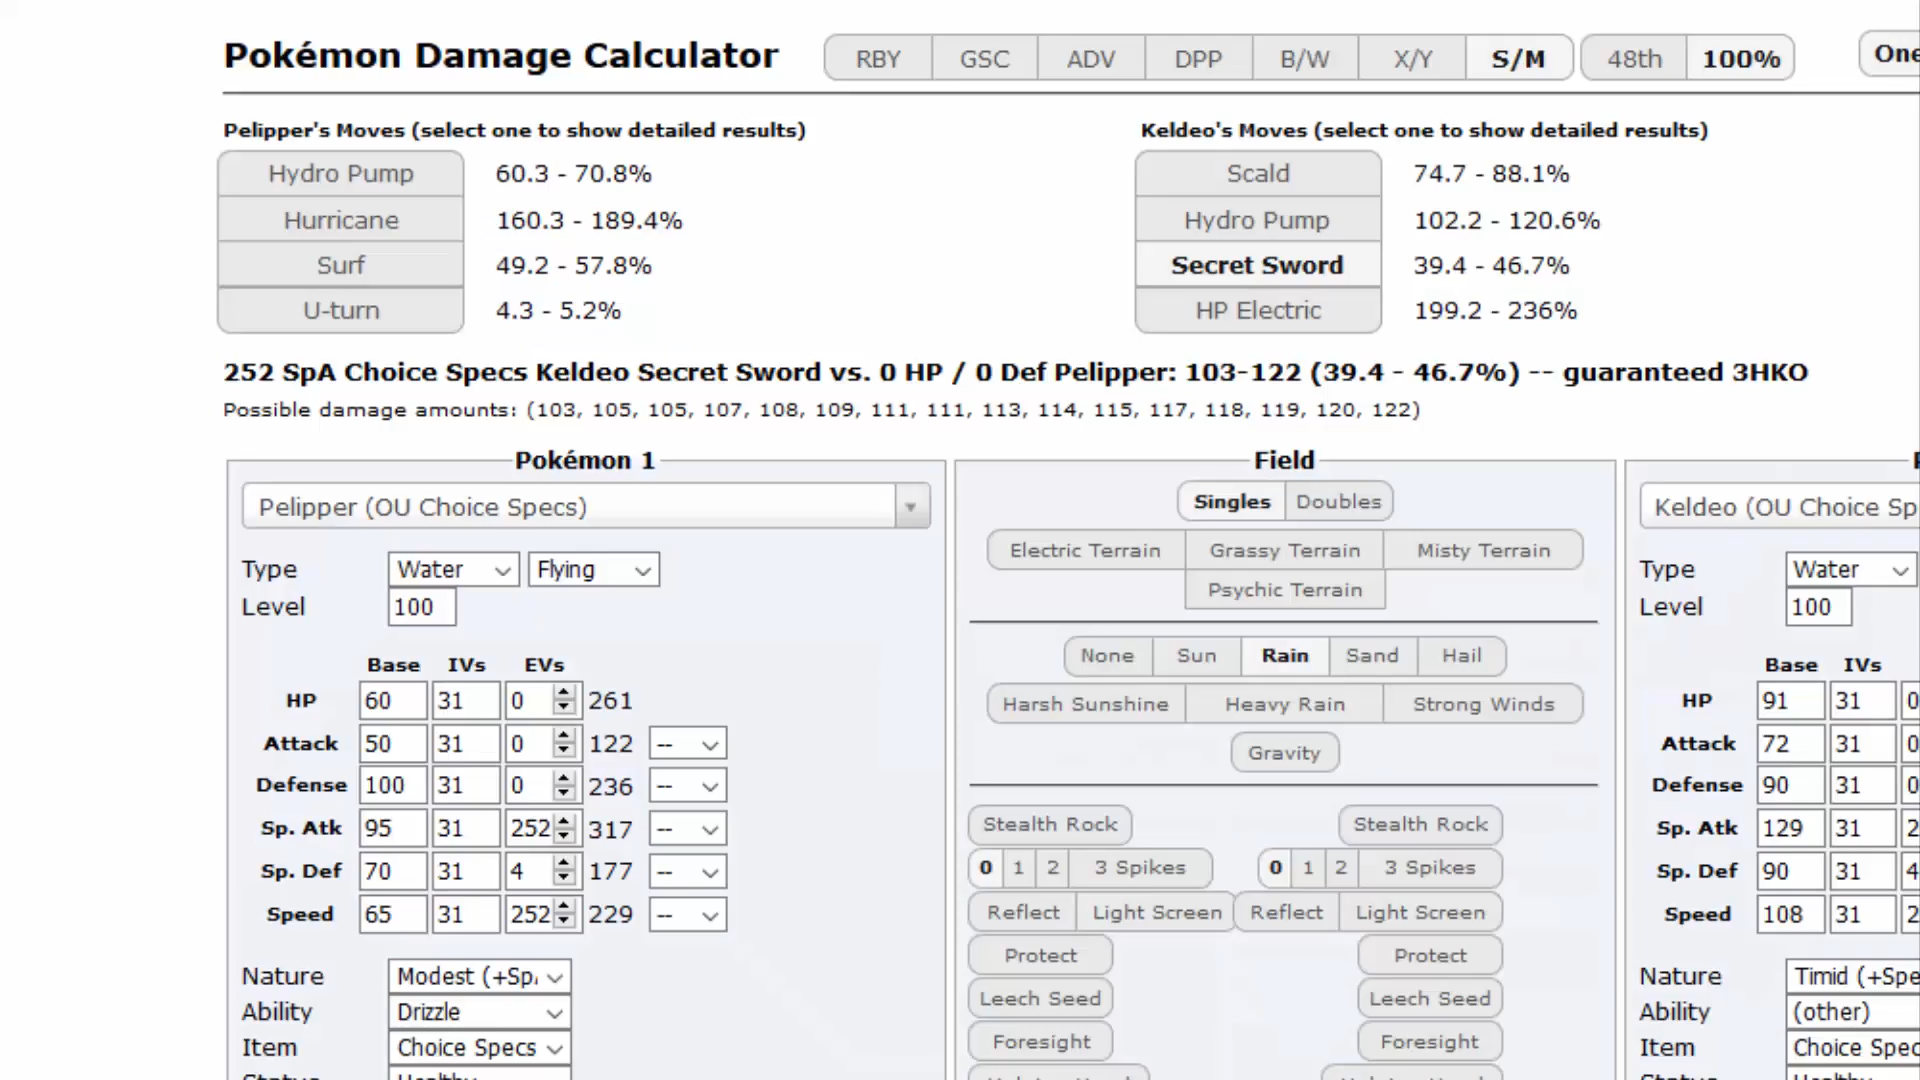 Pokémon Damage Calculator RBY GSC ADV DPP B/W X/Y S/M 48th 100% One
Pelipper's Moves (select one to show detailed results) Keldeo's Moves (select one to show detailed results)
Hydro Pump 60.3 - 70.8% Scald 74.7 - 88.1%
Hurricane 160.3 - 189.4% Hydro Pump 102.2 - 120.6%
Surf 49.2 - 57.8% Secret Sword 39.4 - 46.7%
U-turn 4.3 - 5.2% HP Electric 199.2 - 236%
252 SpA Choice Specs Keldeo Secret Sword vs. 0 HP / 0 Def Pelipper: 103-122 (39.4 - 46.7%) -- guaranteed 3HKO
Possible damage amounts: (103, 105, 105, 107, 108, 109, 111, 111, 113, 114, 115, 117, 118, 119, 120, 122)
Pokémon 1 Field
Pelipper (OU Choice Specs) Singles Doubles Keldeo (OU Choice Sp
Electric Terrain Grassy Terrain Misty Terrain
Type Water Flying Psychic Terrain Type Water
Level 100 Level 100
Base IVs EVs None Sun Rain Sand Hail Base IVs
HP 60 31 0 261 Harsh Sunshine Heavy Rain Strong Winds HP 91 31 0
Attack 50 31 0 122 -- Gravity Attack 72 31 0
Defense 100 31 0 236 -- Defense 90 31 0
Sp. Atk 95 31 252 317 -- Stealth Rock Stealth Rock Sp. Atk 129 31 2
Sp. Def 70 31 4 177 -- 0 1 2 3 Spikes 0 1 2 3 Spikes Sp. Def 90 31 4
Speed 65 31 252 229 -- Reflect Light Screen Reflect Light Screen Speed 108 31 2
Protect Protect
Nature Modest (+Sp Leech Seed Leech Seed Nature Timid (+Spe
Ability Drizzle Ability (other)
Item Choice Specs Foresight Foresight Item Choice Spec